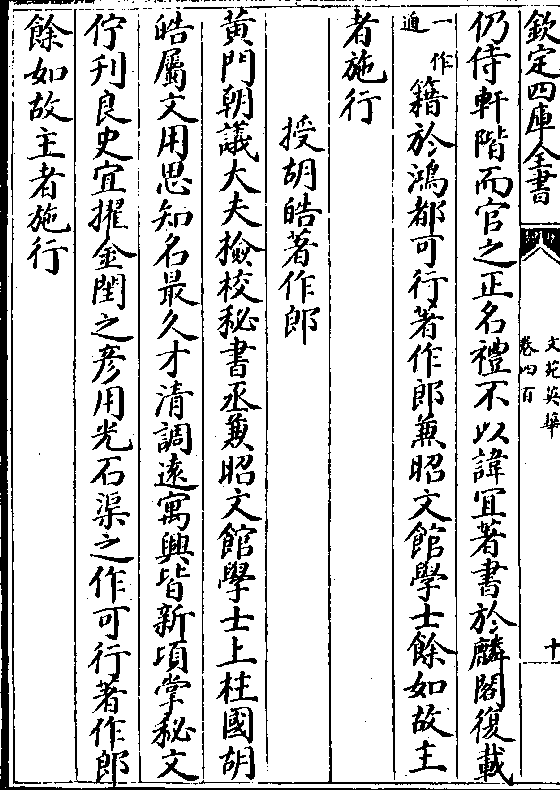 欽定四庫全書
文苑英華
卷四百
十
仍侍軒階而官之正名禮不以諱宜著書於麟閣復載
一作
迺
籍於鴻都可行著作郎兼昭文館學士餘如故主
者施行
授胡皓著作郎
黄門朝議大夫撿校秘書丞兼昭文館學士上柱國胡
皓屬文用思知名最久才清調遠寓興皆新頃掌秘文
佇刋良史宜擢金閨之彦用光石渠之作可行著作郎
餘如故主者施行